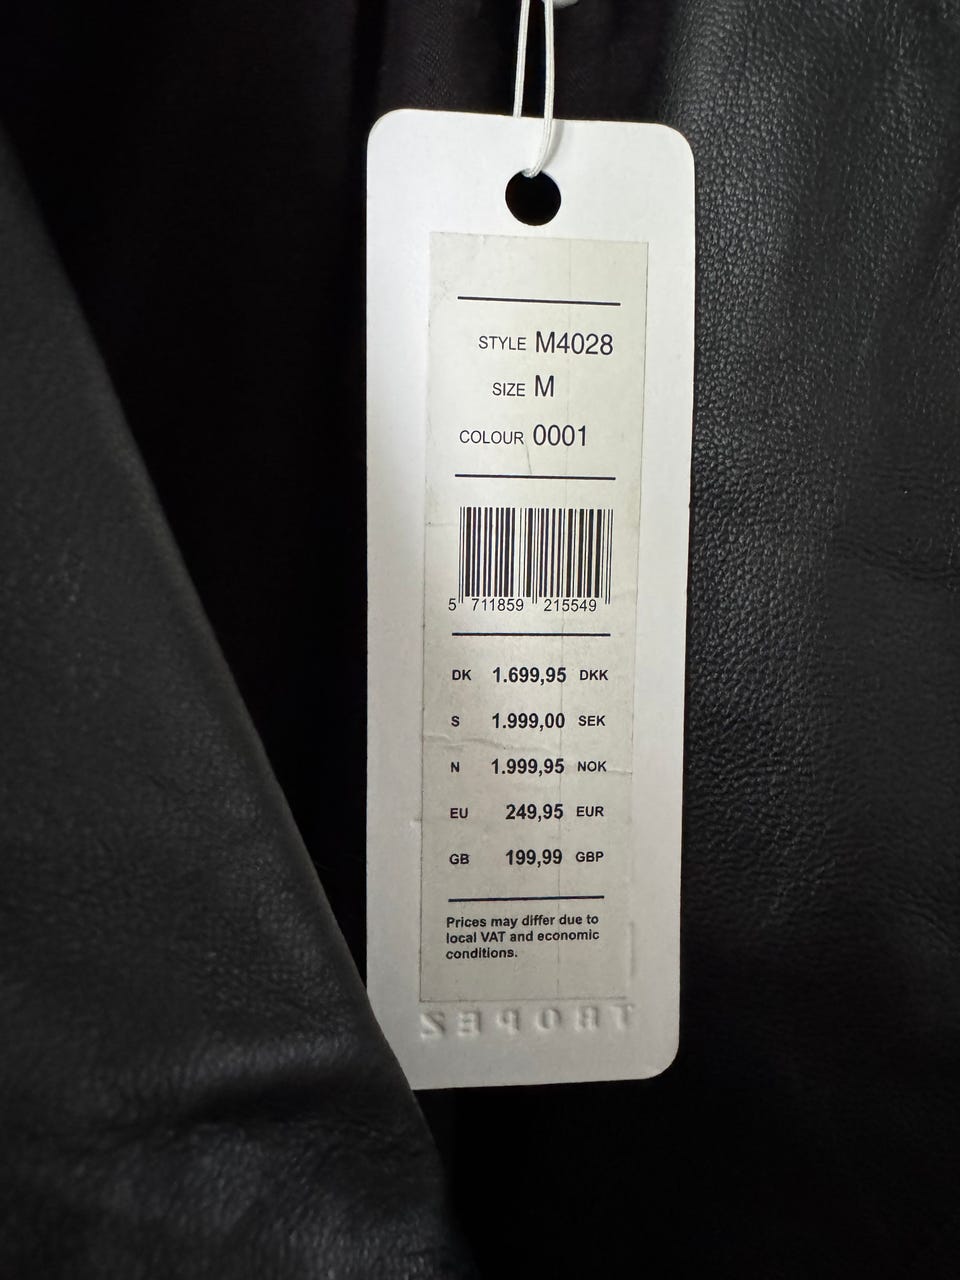 STYLE M4028
SIZE M
COLOUR 0001
5 711859 215549
DK 1.699,95 DKK
S 1.999,00 SEK
N 1.999,95 NOK
EU 249,95 EUR
GB 199,99 GBP
Prices may differ due to
local VAT and economic
conditions.
TROPEZ